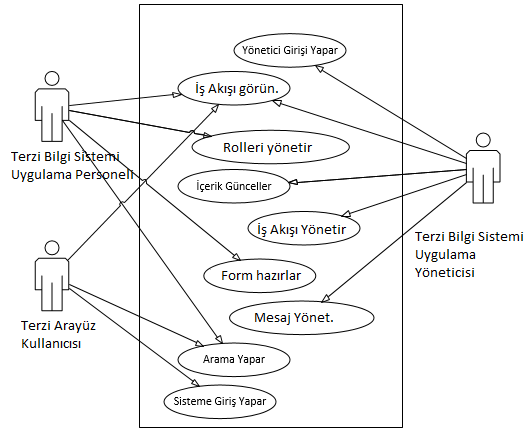 Yönetici Girişi Yapar
İş Akışı görün.
Rolleri yönetir
Terzi Bilgi Sistemi
Uygulama Personeli
İçerik Günceller
İş Akışı Yönetir
Terzi Bilgi Sistemi
Uygulama
Yöneticisi
Form hazırlar
Mesaj Yönet.
Terzi Arayüz
Kullanıcısı
Arama Yapar
Sisteme Giriş Yapar